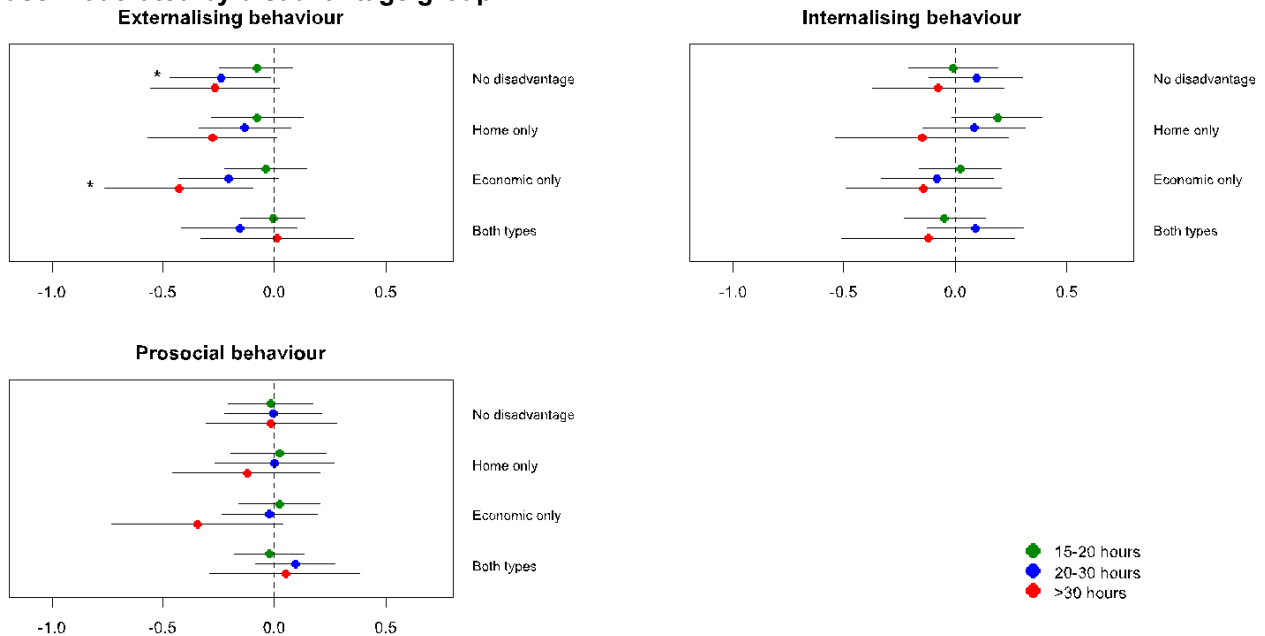 Externalising behaviour
*
No disadvantage
Home only
*
Economic only
Both types
-1.0 -0.5 0.0 0.5
Internalising behaviour
No disadvantage
Home only
Economic only
Both types
-1.0 -0.5 0.0 0.5
Prosocial behaviour
No disadvantage
Home only
Economic only
Both types
-1.0 -0.5 0.0 0.5
15-20 hours
20-30 hours
>30 hours